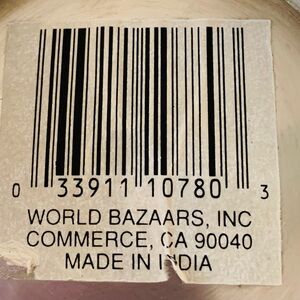 0 33911 10780 3
WORLD BAZAARS, INC
COMMERCE, CA 90040
MADE IN INDIA